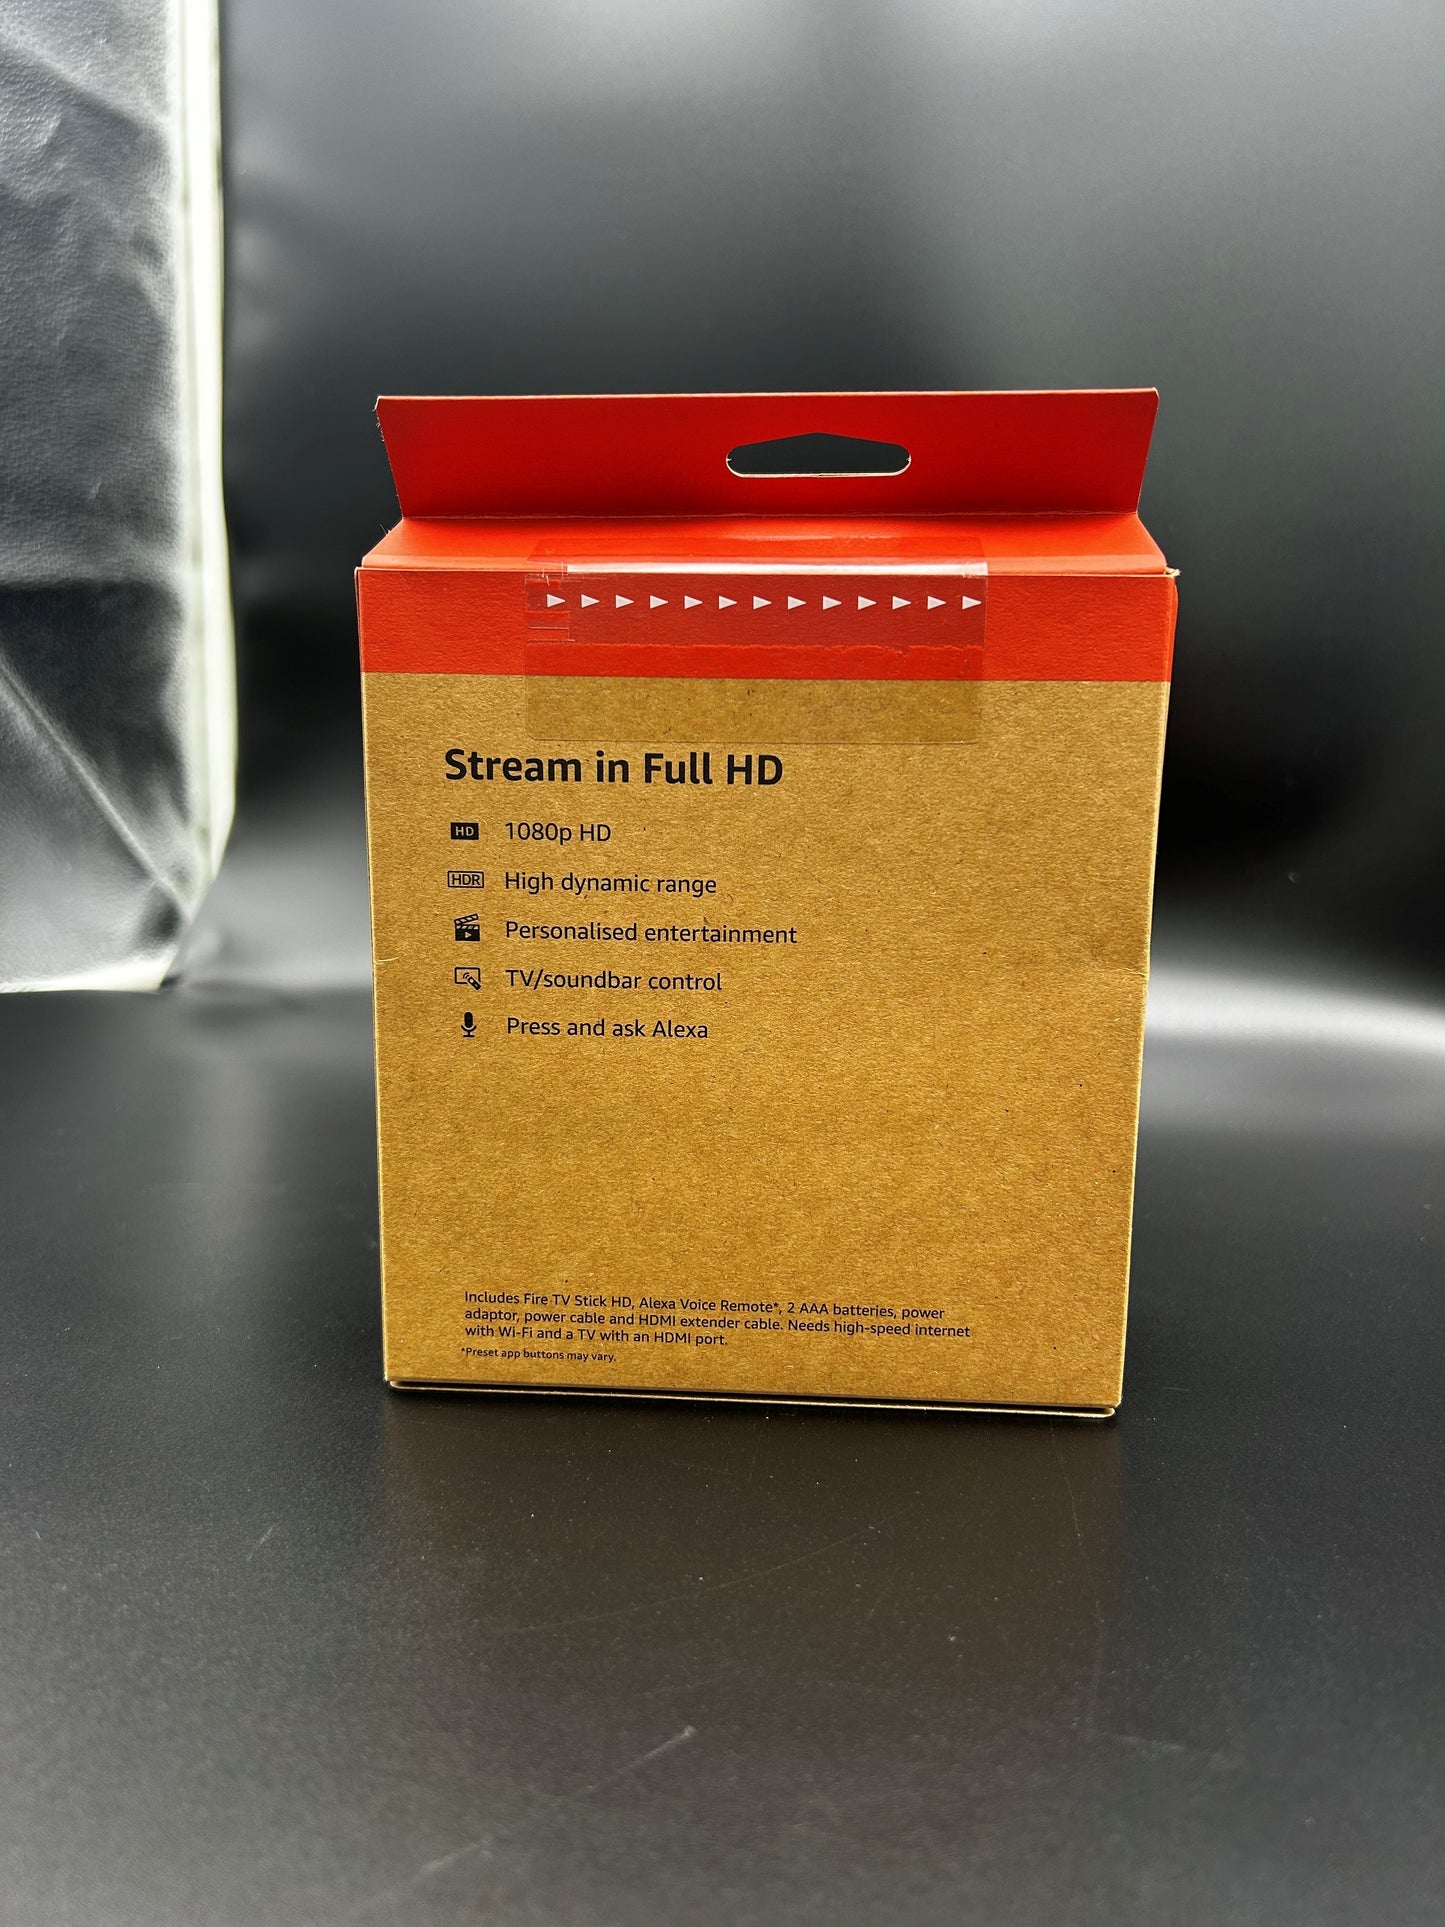 Stream in Full HD
HD 1080p HD
HDR High dynamic range
Personalised entertainment
TV/soundbar control
Press and ask Alexa
Includes Fire TV Stick HD, Alexa Voice Remote*, 2 AAA batteries, power
adaptor, power cable and HDMI extender cable. Needs high-speed internet
with Wi-Fi and a TV with an HDMI port.
*Preset app buttons may vary.